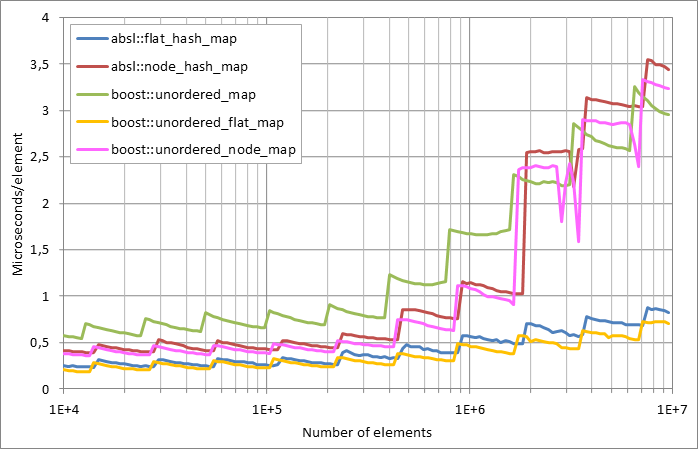 4
3,5
3
2,5
2
1,5
1
0,5
0
Microseconds/element
absl::flat_hash_map
absl::node_hash_map
boost::unordered_map
boost::unordered_flat_map
boost::unordered_node_map
1E+4 1E+5 1E+6 1E+7
Number of elements